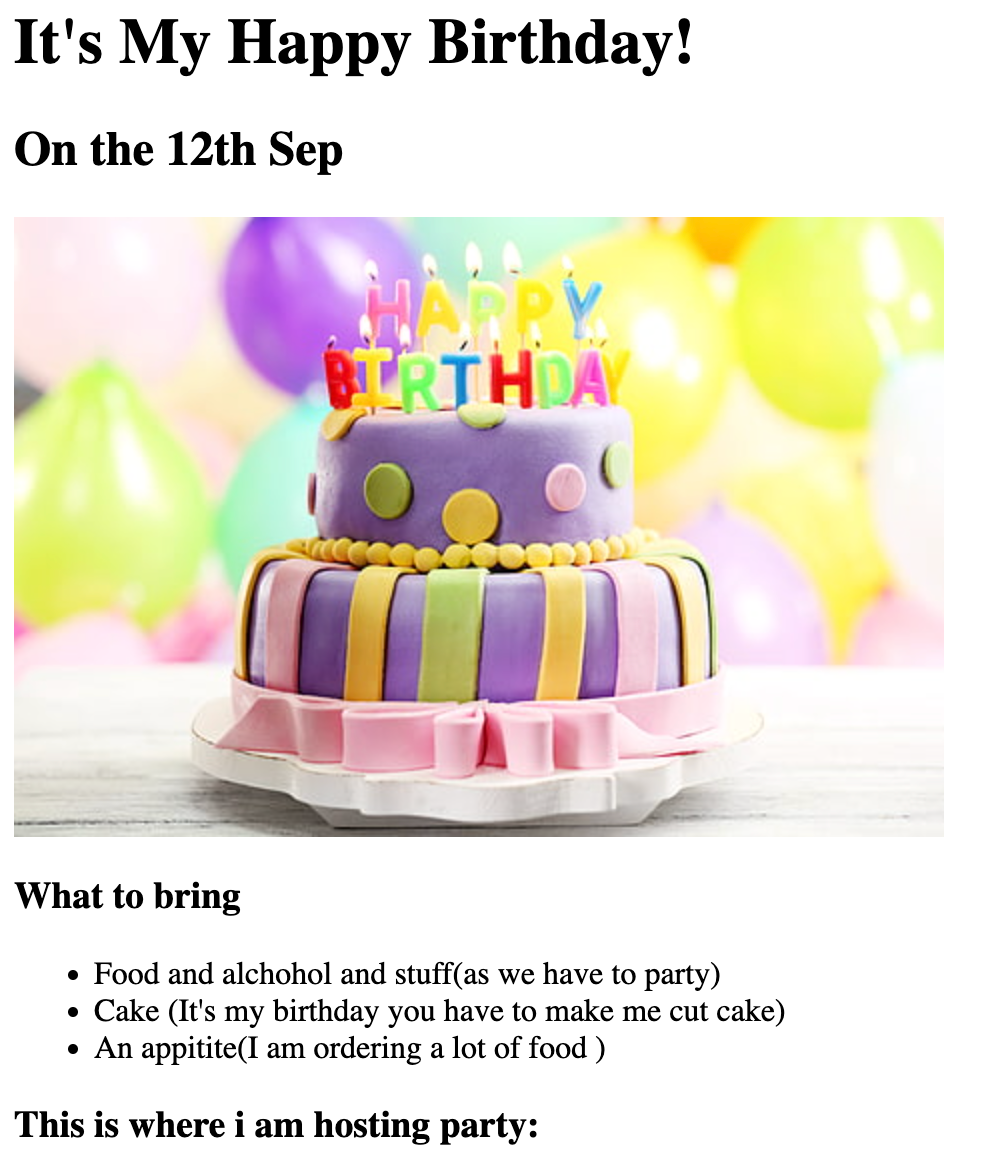 It's My Happy Birthday!
On the 12th Sep
HAPPY
BIRTHDAY
What to bring
Food and alchohol and stuff(as we have to party)
Cake (It's my birthday you have to make me cut cake)
An appitite(I am ordering a lot of food )
This is where i am hosting party: